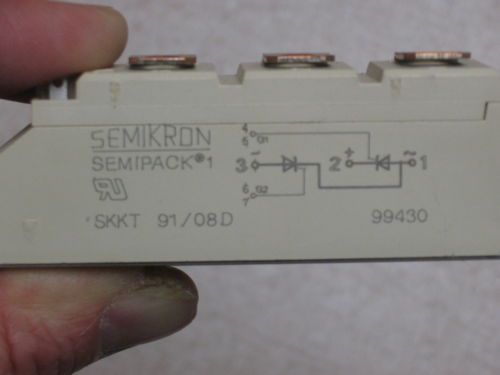 SEMIKRON
SEMIPACK®1
SKKT 91/08D
4
5 G1
3 − + 2 ~ 1
6 G2
7
99430